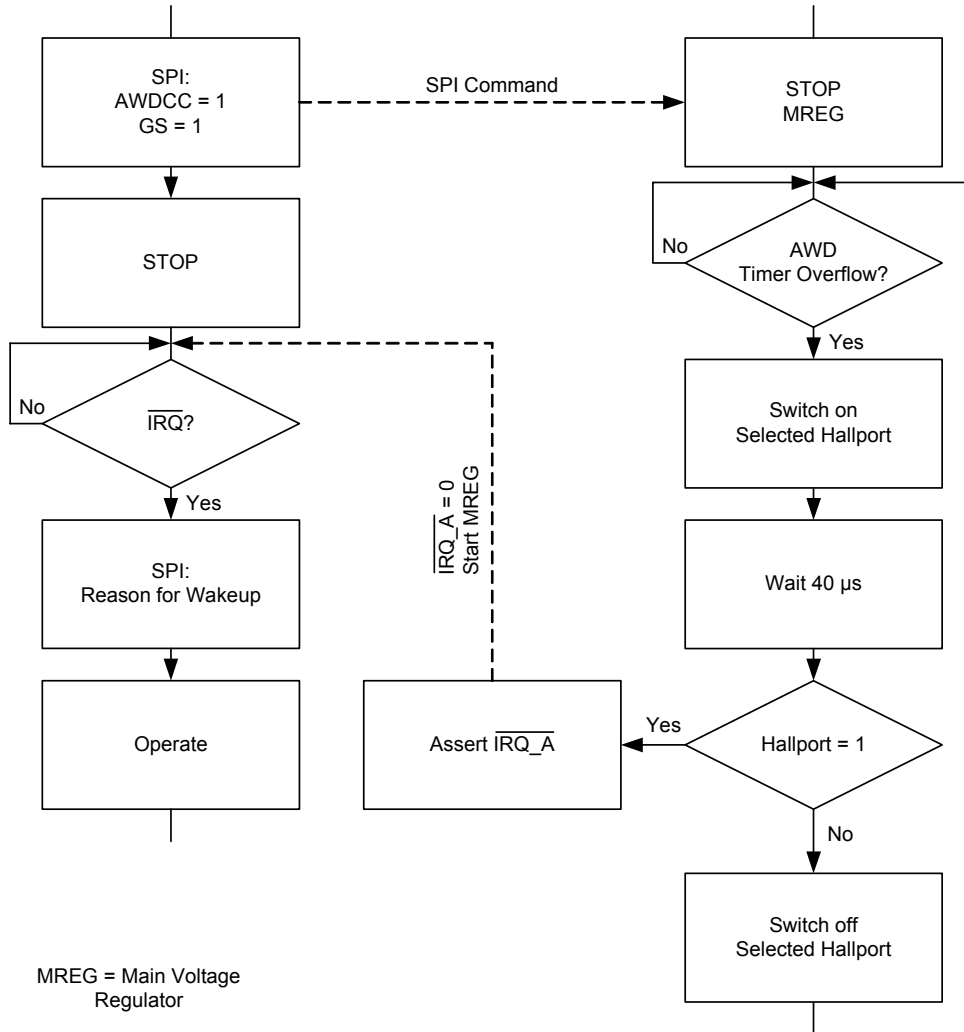 SPI:
AWDCC = 1
GS = 1
SPI Command
STOP
MREG
STOP
No
AWD
Timer Overflow?
Yes
No
IRQ?
Yes
Switch on
Selected Hallport
SPI:
Reason for Wakeup
IRQ_A = 0
Start MREG
Wait 40 µs
Operate
Assert IRQ_A
Yes
Hallport = 1
No
Switch off
Selected Hallport
MREG = Main Voltage
Regulator